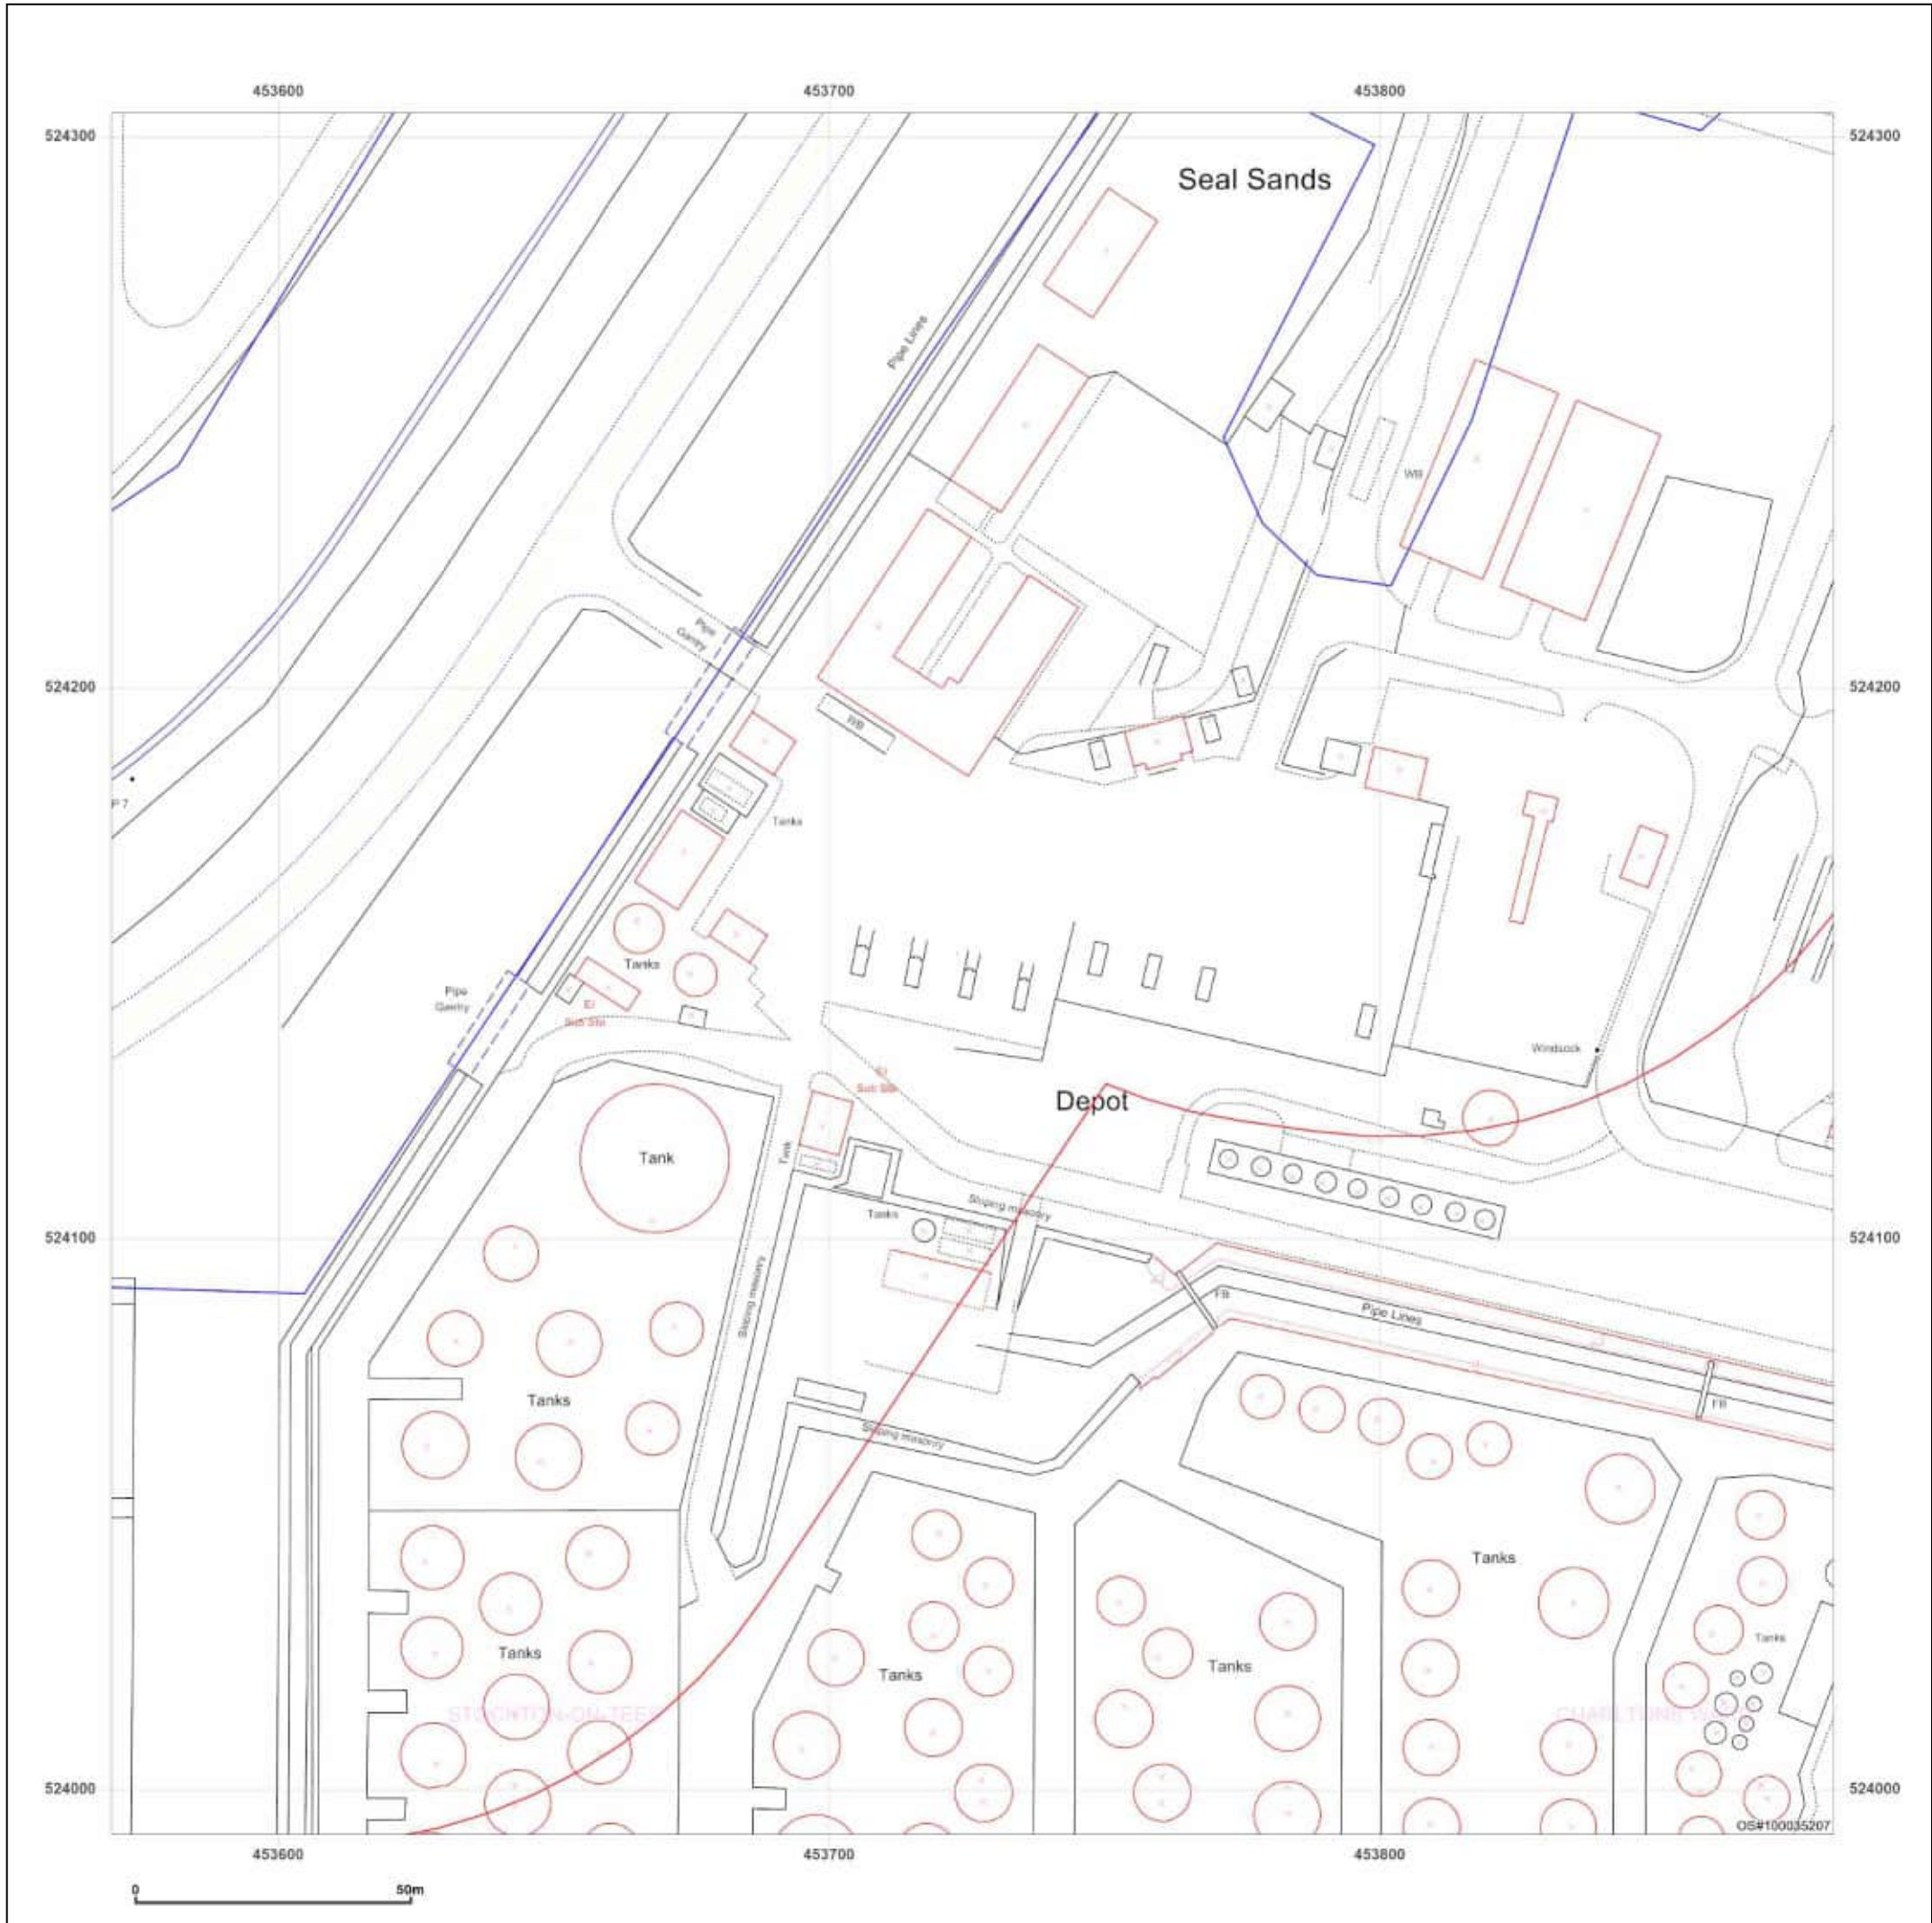 453600
453700
453800
524300
524300
Seal Sands
Pipe Lines
WB
Pipe
Gantry
524200
524200
WB
P 7
Tanks
Tanks
Pipe
Gantry
El
Sub Sta
Windsock
El
Sub Sta
Depot
Tank
Tank
Sloping masonry
Tanks
524100
524100
Sloping masonry
FB
Pipe Lines
Tanks
FB
Sloping masonry
Tanks
Tanks
Tanks
Tanks
Tanks
STOCKTON-ON-TEES
524000
524000
OS#100035207
453600
453700
453800
0
50m